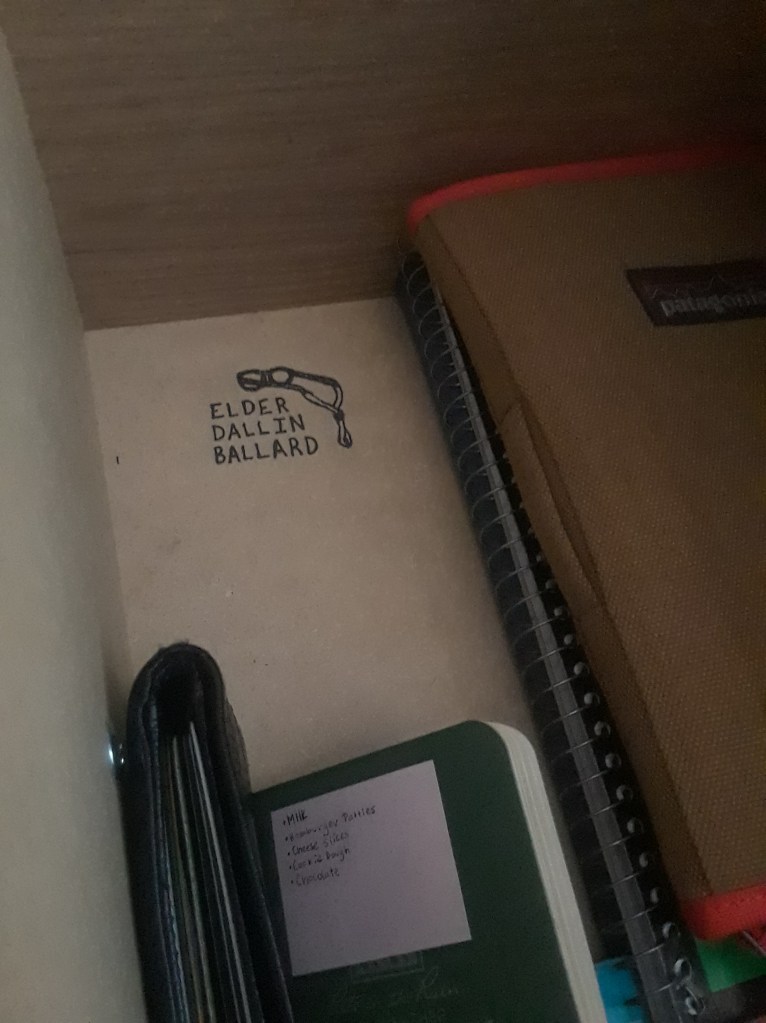 ELDER
DALLIN
BALLARD
patagonia
• Milk
• Hamburger Patties
• Cheese Slices
• Cookie Dough
• Chocolate